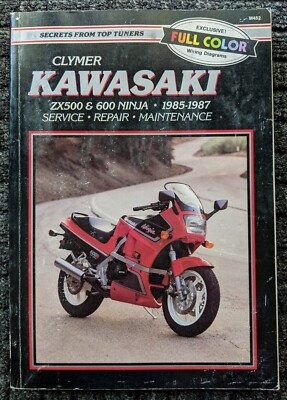 SECRETS FROM TOP TUNERS
M452
EXCLUSIVE!
FULL COLOR
Wiring Diagrams
CLYMER
KAWASAKI
ZX500 & 600 NINJA • 1985-1987
SERVICE • REPAIR • MAINTENANCE
Ninja